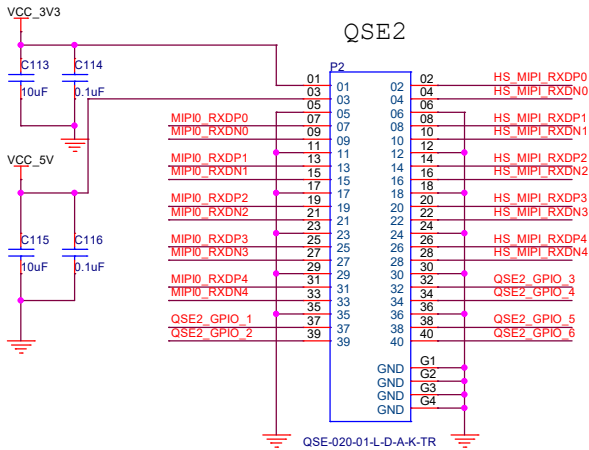 VCC_3V3
QSE2
C113
C114
10uF
0.1uF
VCC_5V
C115
C116
10uF
0.1uF
P2
01 01 02 02 HS_MIPI_RXDP0
03 03 04 04 HS_MIPI_RXDN0
05 05 06 06
MIPI0_RXDP0 07 07 08 08 HS_MIPI_RXDP1
MIPI0_RXDN0 09 09 10 10 HS_MIPI_RXDN1
11 11 12 12
MIPI0_RXDP1 13 13 14 14 HS_MIPI_RXDP2
MIPI0_RXDN1 15 15 16 16 HS_MIPI_RXDN2
17 17 18 18
MIPI0_RXDP2 19 19 20 20 HS_MIPI_RXDP3
MIPI0_RXDN2 21 21 22 22 HS_MIPI_RXDN3
23 23 24 24
MIPI0_RXDP3 25 25 26 26 HS_MIPI_RXDP4
MIPI0_RXDN3 27 27 28 28 HS_MIPI_RXDN4
29 29 30 30
MIPI0_RXDP4 31 31 32 32 QSE2_GPIO_3
MIPI0_RXDN4 33 33 34 34 QSE2_GPIO_4
35 35 36 36
QSE2_GPIO_1 37 37 38 38 QSE2_GPIO_5
QSE2_GPIO_2 39 39 40 40 QSE2_GPIO_6
GND G1
GND G2
GND G3
GND G4
QSE-020-01-L-D-A-K-TR